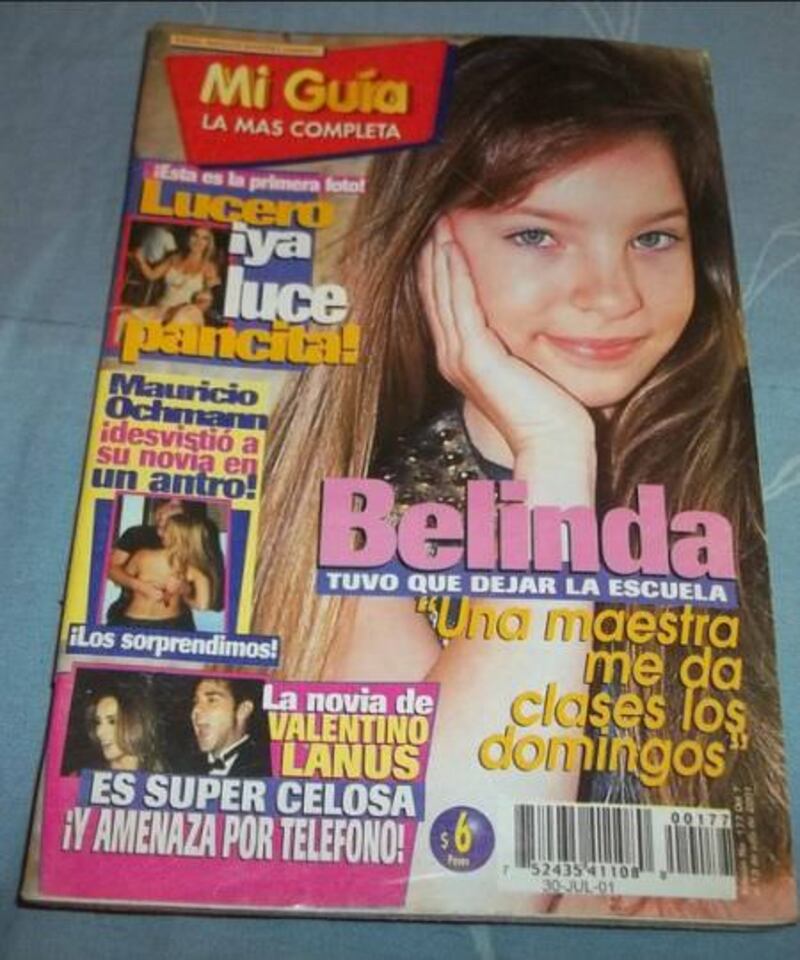 Mi Guía
LA MAS COMPLETA
¡Esta es la primera foto!
Lucero
¡ya
luce
pancita!
Mauricio
Ochmann
¡desvistió a
su novia en
un antro!
¡Los sorprendimos!
Belinda
TUVO QUE DEJAR LA ESCUELA
“Una maestra
me da
clases los
domingos”
La novia de
VALENTINO
LANUS
ES SUPER CELOSA
¡Y AMENAZA POR TELEFONO!
$6
Pesos
00177
7 52435 41108 8
30-JUL-01